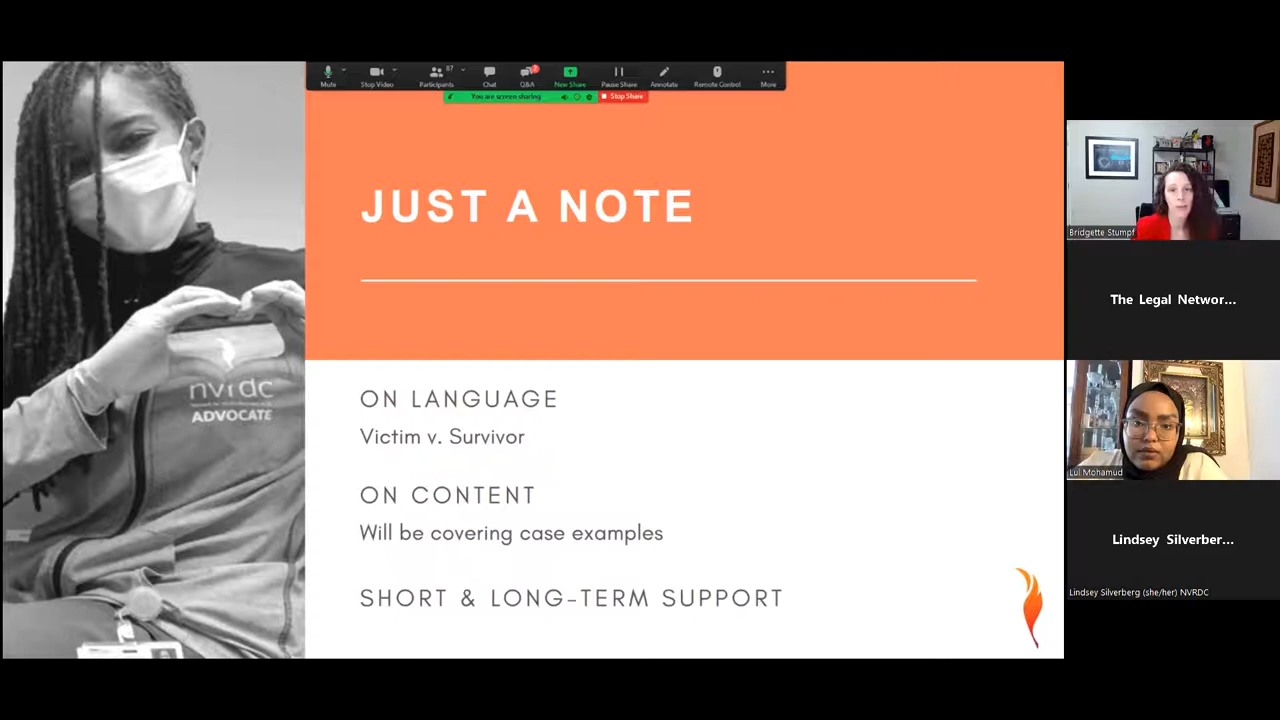 Mute
Stop Video
87
Participants
Chat
2
Q&A
New Share
Pause Share
Annotate
Remote Control
More
You are screen sharing
Stop Share
JUST A NOTE
ON LANGUAGE
Victim v. Survivor
ON CONTENT
Will be covering case examples
SHORT & LONG-TERM SUPPORT
nvrdc
ADVOCATE
Bridgette Stumpf
The Legal Networ...
Lul Mohamud
Lindsey Silverber...
Lindsey Silverberg (she/her) NVRDC